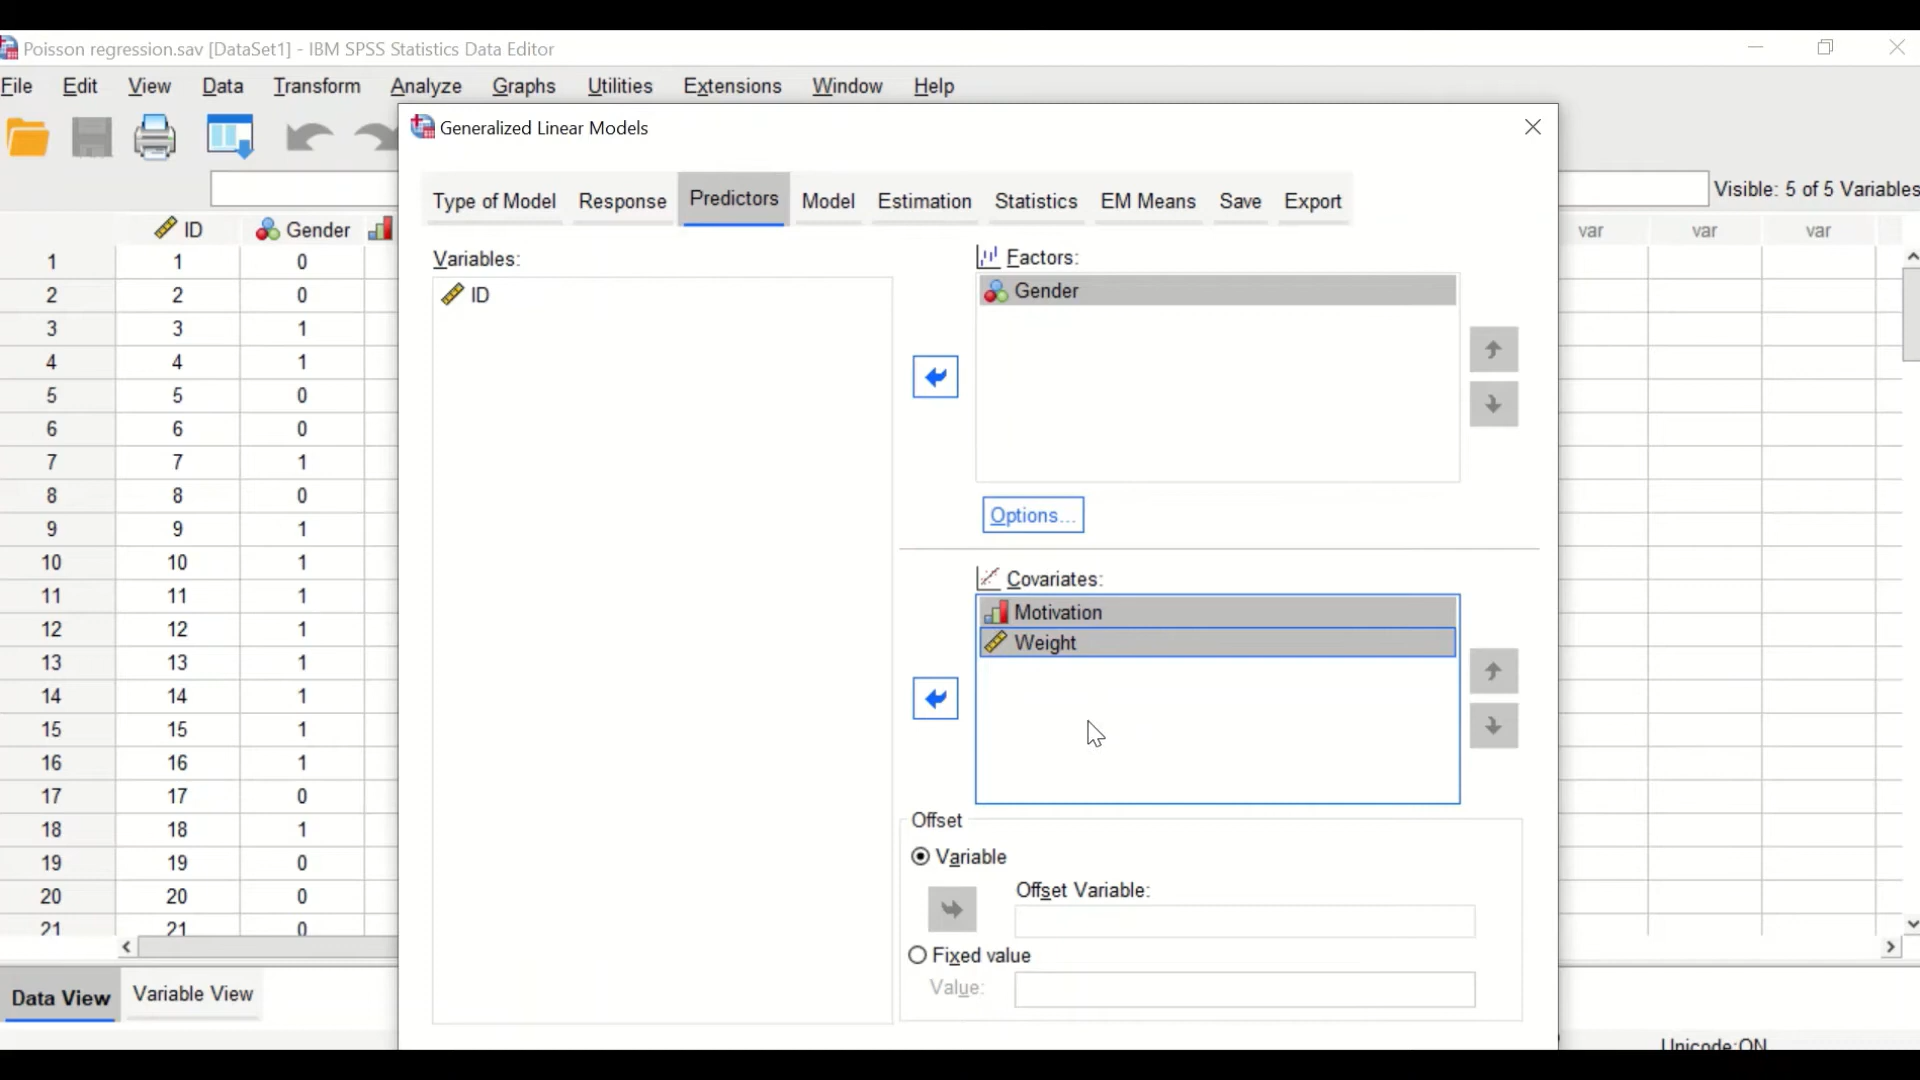 Poisson regression.sav [DataSet1] - IBM SPSS Statistics Data Editor
File Edit View Data Transform Analyze Graphs Utilities Extensions Window Help
Generalized Linear Models
Visible: 5 of 5 Variables
Type of Model Response Predictors Model Estimation Statistics EM Means Save Export
ID Gender
var var var
Variables:
ID
Factors:
Gender
Options...
Covariates:
Motivation
Weight
Offset
Variable
Offset Variable:
Fixed value
Value:
1 1 0
2 2 0
3 3 1
4 4 1
5 5 0
6 6 0
7 7 1
8 8 0
9 9 1
10 10 1
11 11 1
12 12 1
13 13 1
14 14 1
15 15 1
16 16 1
17 17 0
18 18 1
19 19 0
20 20 0
21 21 0
Data View Variable View
Unicode:ON